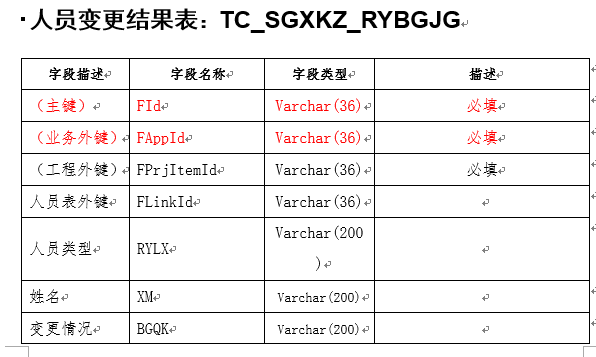 ·人员变更结果表：TC_SGXKZ_RYBGJG
字段描述 字段名称 字段类型 描述
（主键） FId Varchar(36) 必填
（业务外键） FAppId Varchar(36) 必填
（工程外键） FPrjItemId Varchar(36) 必填
人员表外键 FLinkId Varchar(36)
人员类型 RYLX Varchar(200
)
姓名 XM Varchar(200)
变更情况 BGQK Varchar(200)